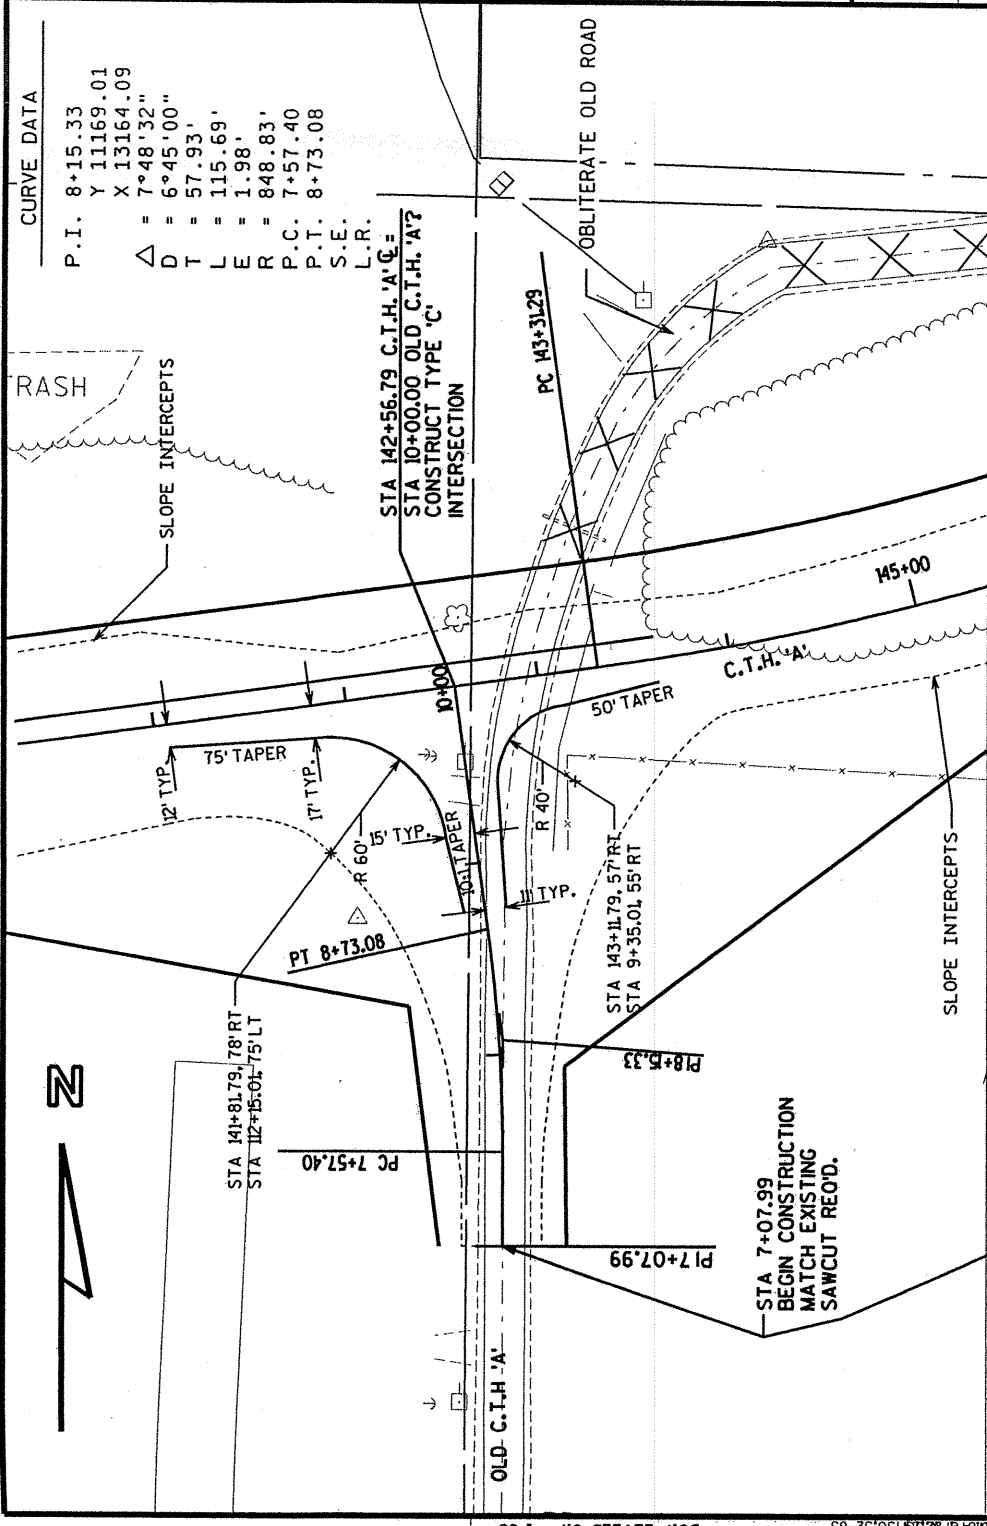 CURVE DATA
P.I. 8+15.33
Y 11169.01
X 13164.09
△ = 7°48'32"
D = 6°45'00"
T = 57.93'
L = 115.69'
E = 1.98'
R = 848.83'
P.C. 7+57.40
P.T. 8+73.08
S.E.
L.R.
TRASH
SLOPE INTERCEPTS
STA 142+56.79 C.T.H. 'A' ℄ =
STA 10+00.00 OLD C.T.H. 'A'?
CONSTRUCT TYPE 'C'
INTERSECTION
OBLITERATE OLD ROAD
PC 143+31.29
145+00
C.T.H. 'A'
10+00
50' TAPER
75' TAPER
12' TYP.
17' TYP.
15' TYP.
10:1 TAPER
R 60'
R 40'
11' TYP.
PT 8+73.08
STA 143+11.79, 57' RT
STA 9+35.01, 55' RT
SLOPE INTERCEPTS
STA 141+81.79, 78' RT
STA 112+15.01, 75' LT
N
PI 8+15.33
PC 7+57.40
PI 7+07.99
STA 7+07.99
BEGIN CONSTRUCTION
MATCH EXISTING
SAWCUT REQ'D.
OLD C.T.H 'A'